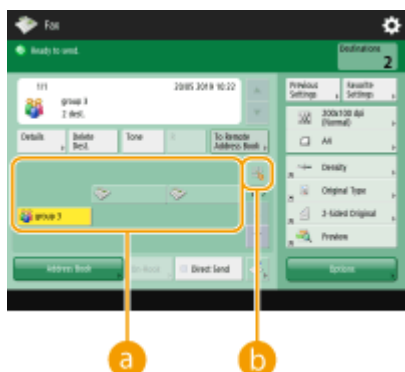 Fax
Ready to send.
Destinations
2
1/1
20/05 2019 10:22
group 3
2 dest.
Previous Settings
Favorite Settings
200x100 dpi (Normal)
A4
Details
Delete Dest.
Tone
R
To Remote Address Book
Density
Original Type
2-Sided Original
Preview
group 3
Address Book
On-Hook
Direct Send
Options
a
b